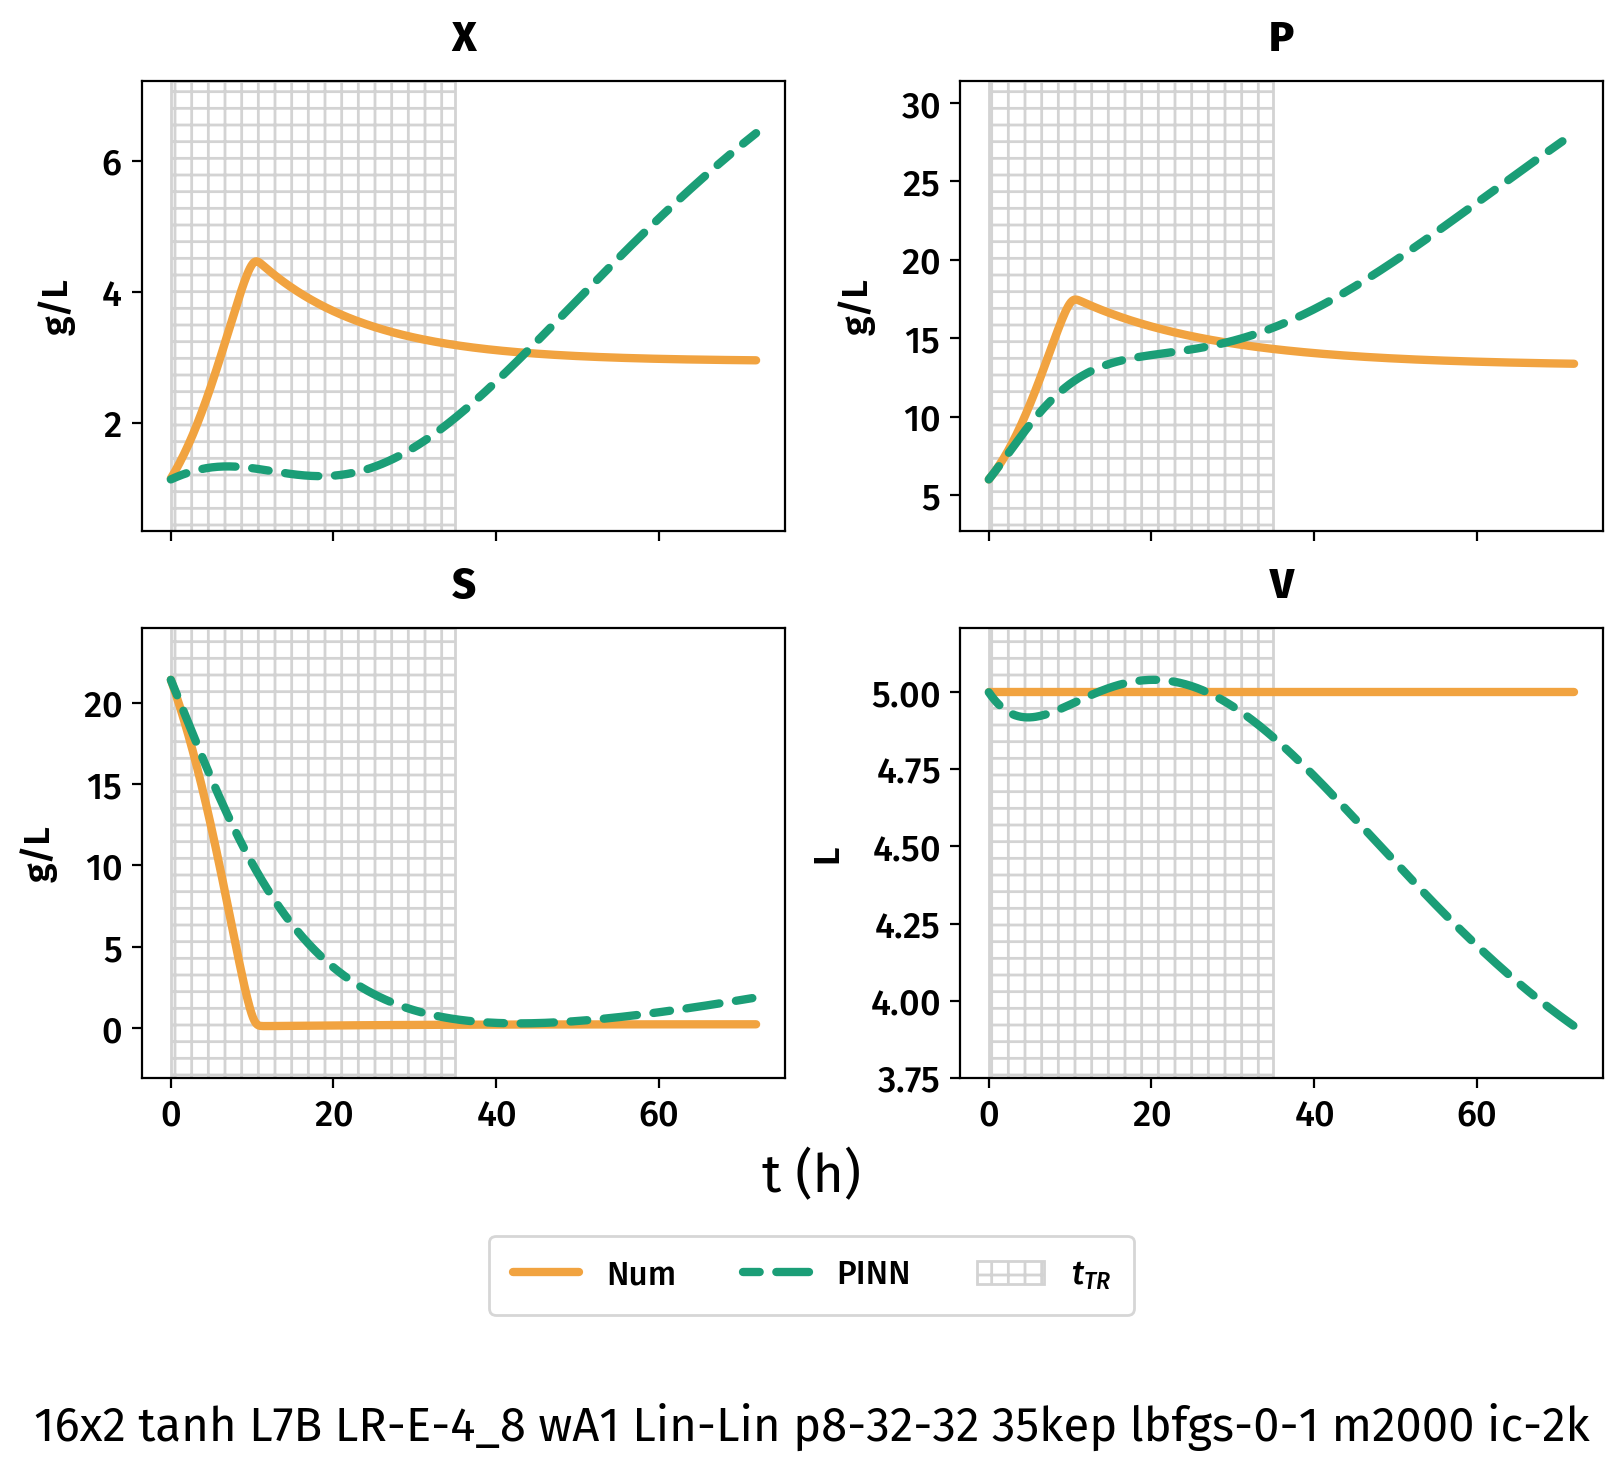 X
P
g/L
6
4
2
g/L
30
25
20
15
10
5
S
V
g/L
20
15
10
5
0
L
5.00
4.75
4.50
4.25
4.00
3.75
0 20 40 60
0 20 40 60
t (h)
Num PINN t_TR
16x2 tanh L7B LR-E-4_8 wA1 Lin-Lin p8-32-32 35kep lbfgs-0-1 m2000 ic-2k